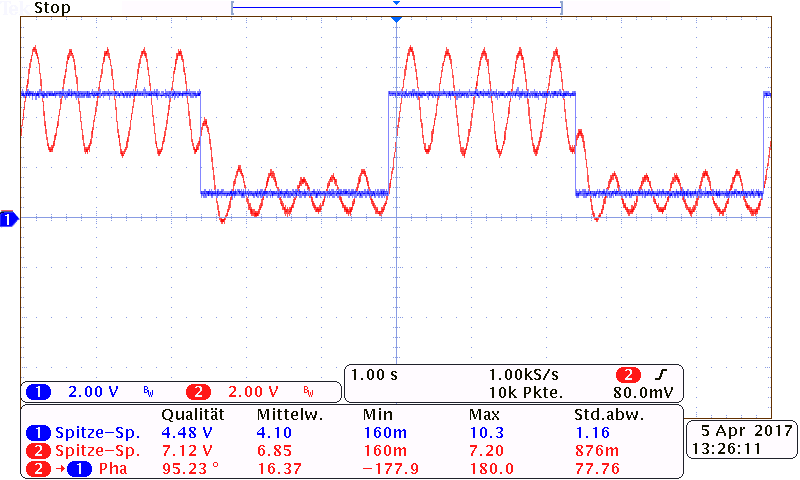 Tek Stop
1
1 2.00 V BW 2 2.00 V BW
1.00 s 1.00kS/s 2
10k Pkte. 80.0mV
Qualität Mittelw. Min Max Std.abw.
1 Spitze-Sp. 4.48 V 4.10 160m 10.3 1.16
2 Spitze-Sp. 7.12 V 6.85 160m 7.20 876m
2 → 1 Pha 95.23 ° 16.37 -177.9 180.0 77.76
5 Apr 2017
13:26:11